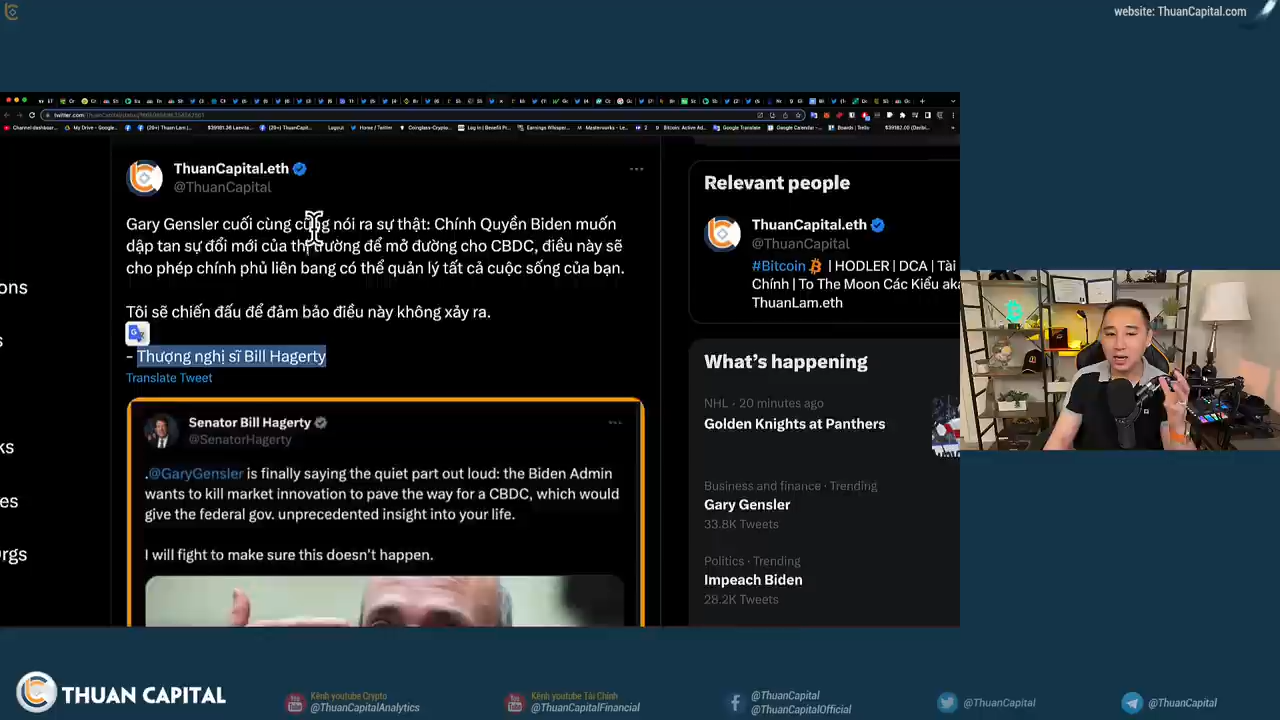 website: ThuanCapital.com
ThuanCapital.eth
@ThuanCapital
Gary Gensler cuối cùng cũng nói ra sự thật: Chính Quyền Biden muốn
dập tan sự đổi mới của thị trường để mở đường cho CBDC, điều này sẽ
cho phép chính phủ liên bang có thể quản lý tất cả cuộc sống của bạn.
Tôi sẽ chiến đấu để đảm bảo điều này không xảy ra.
- Thượng nghị sĩ Bill Hagerty
Translate Tweet
Senator Bill Hagerty
@SenatorHagerty
.@GaryGensler is finally saying the quiet part out loud: the Biden Admin
wants to kill market innovation to pave the way for a CBDC, which would
give the federal gov. unprecedented insight into your life.
I will fight to make sure this doesn't happen.
Relevant people
ThuanCapital.eth
@ThuanCapital
#Bitcoin | HODLER | DCA | Tài
Chính | To The Moon Các Kiểu aka
ThuanLam.eth
What's happening
NHL · 20 minutes ago
Golden Knights at Panthers
Business and finance · Trending
Gary Gensler
33.8K Tweets
Politics · Trending
Impeach Biden
28.2K Tweets
THUAN CAPITAL
Kênh youtube Crypto
@ThuanCapitalAnalytics
Kênh youtube Tài Chính
@ThuanCapitalFinancial
@ThuanCapital
@ThuanCapitalOfficial
@ThuanCapital
@ThuanCapital